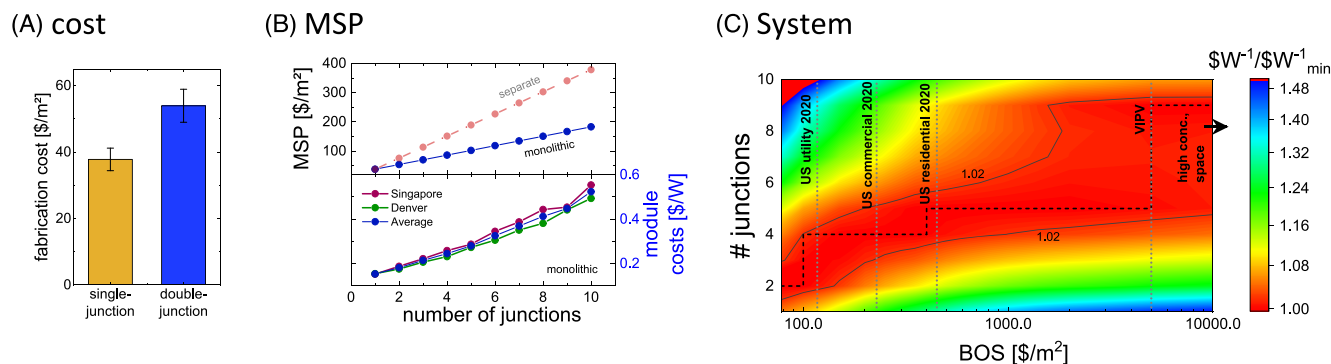 (A) cost
fabrication cost [$/m²]
60
40
20
0
single-
junction
double-
junction
(B) MSP
MSP [$/m²]
400
300
200
100
separate
monolithic
Singapore
Denver
Average
monolithic
0.6
0.4
0.2
module
costs [$/W]
0 2 4 6 8 10
number of junctions
(C) System
# junctions
10
8
6
4
2
US utility 2020
US commercial 2020
US residential 2020
VIPV
high conc.,
space
1.02
1.02
100.0 1000.0 10000.0
BOS [$/m²]
$W⁻¹/$W⁻¹min
1.48
1.40
1.32
1.24
1.16
1.08
1.00